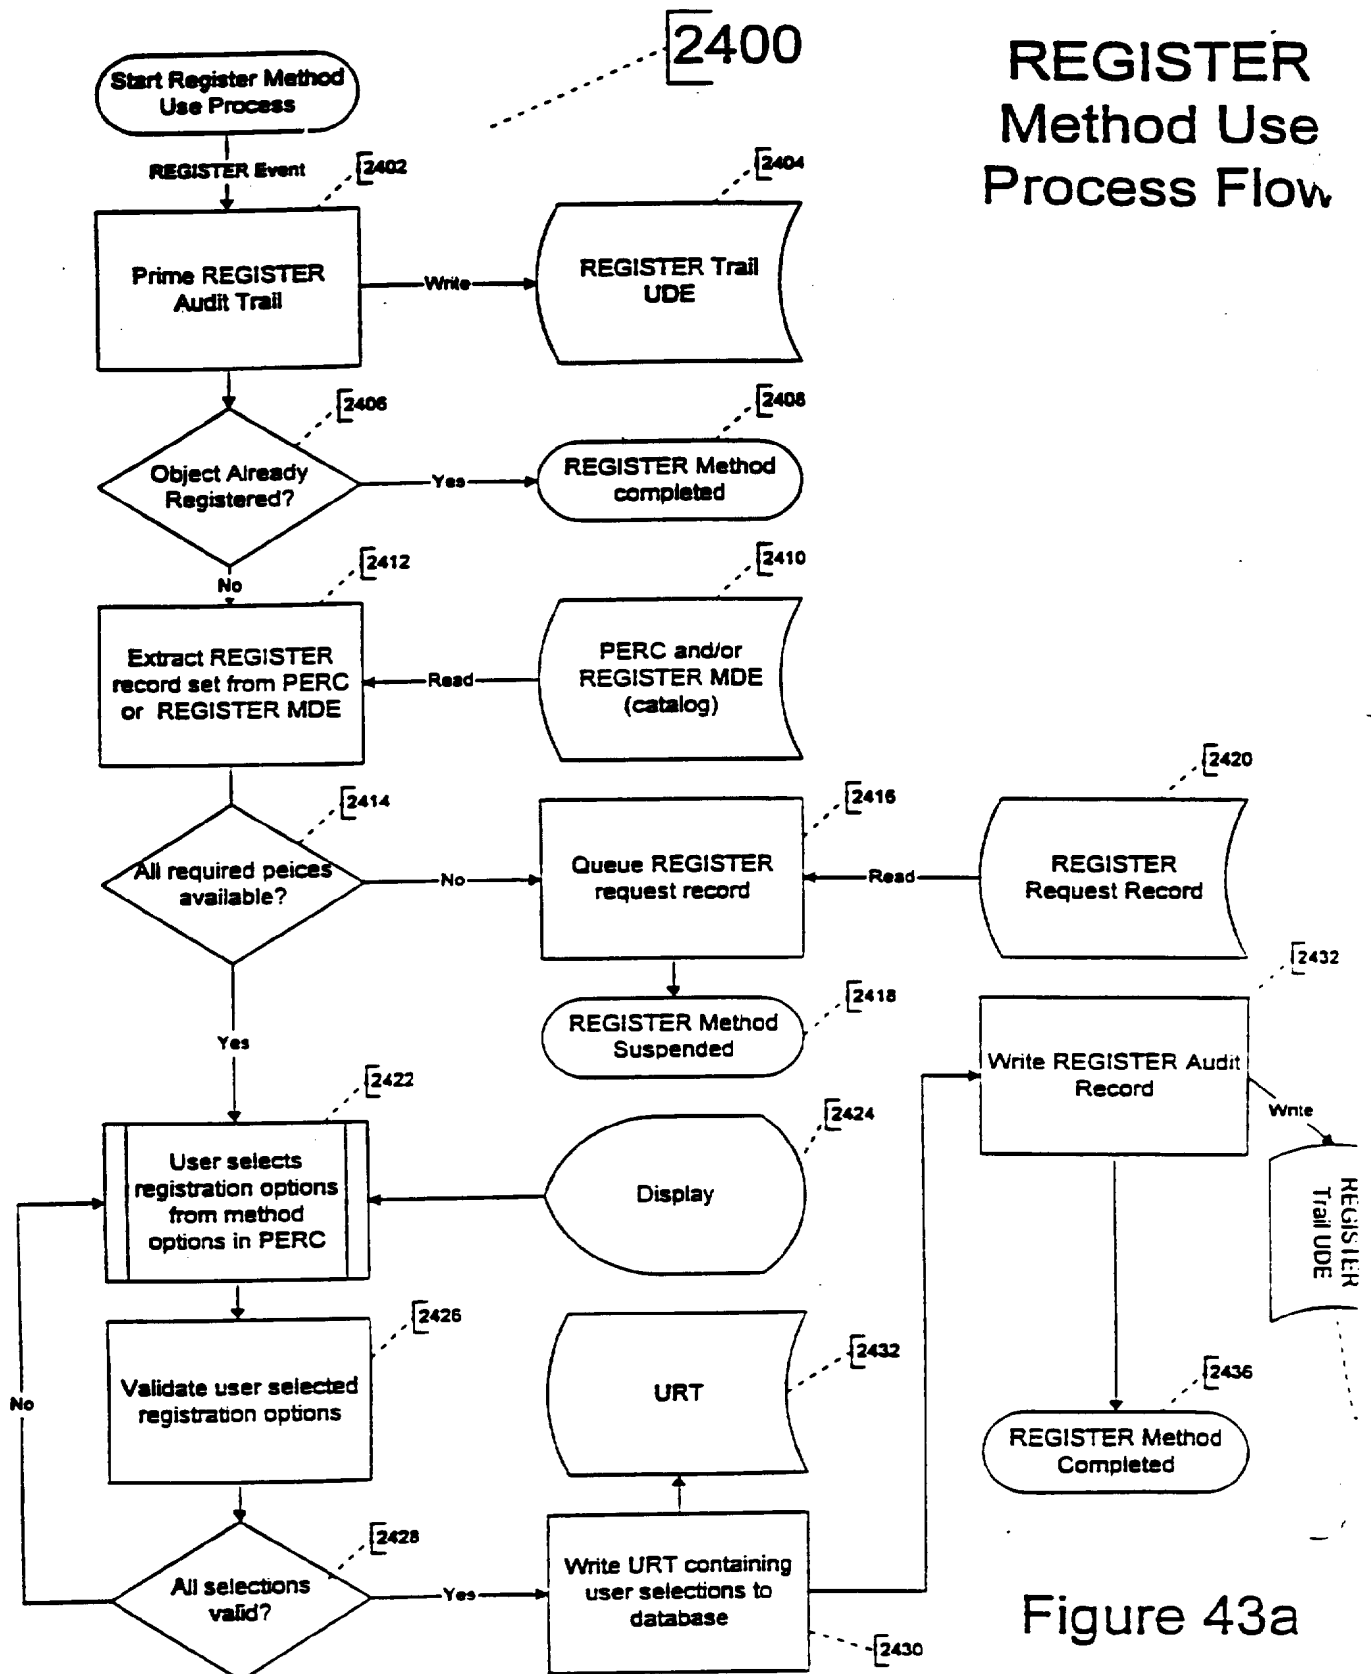 2400
REGISTER
Method Use
Process Flow
Start Register Method
Use Process
REGISTER Event
2402
2404
Prime REGISTER
Audit Trail
Write
REGISTER Trail
UDE
2406
2408
Object Already
Registered?
Yes
REGISTER Method
completed
No
2412
2410
Extract REGISTER
record set from PERC
or REGISTER MDE
Read
PERC and/or
REGISTER MDE
(catalog)
2414
2416
2420
All required peices
available?
No
Queue REGISTER
request record
Read
REGISTER
Request Record
2418
2432
REGISTER Method
Suspended
Write REGISTER Audit
Record
Yes
2422
2424
Write
User selects
registration options
from method
options in PERC
Display
REGISTER
Trail UDE
2426
2432
Validate user selected
registration options
URT
No
2436
REGISTER Method
Completed
2428
All selections
valid?
Yes
Write URT containing
user selections to
database
2430
Figure 43a